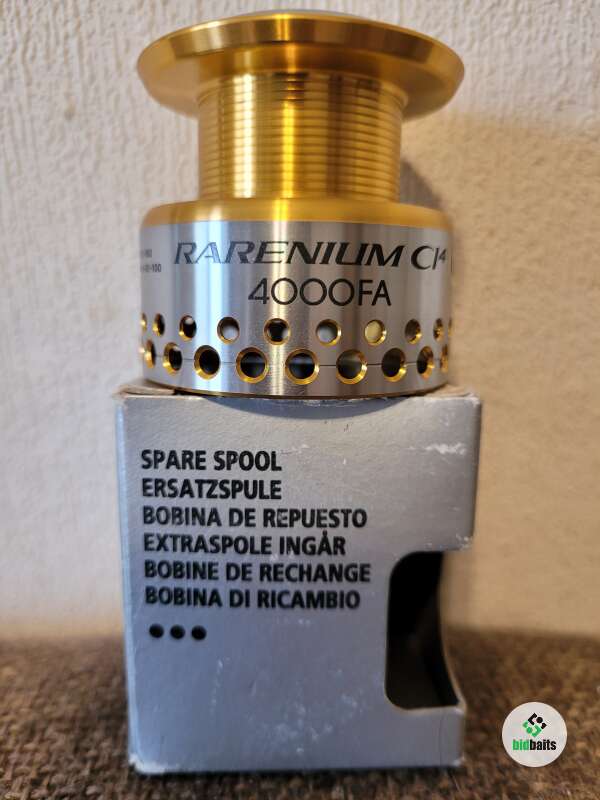 RARENIUM CI4
4000FA
SPARE SPOOL
ERSATZSPULE
BOBINA DE REPUESTO
EXTRASPOLE INGÅR
BOBINE DE RECHANGE
BOBINA DI RICAMBIO
bidbaits